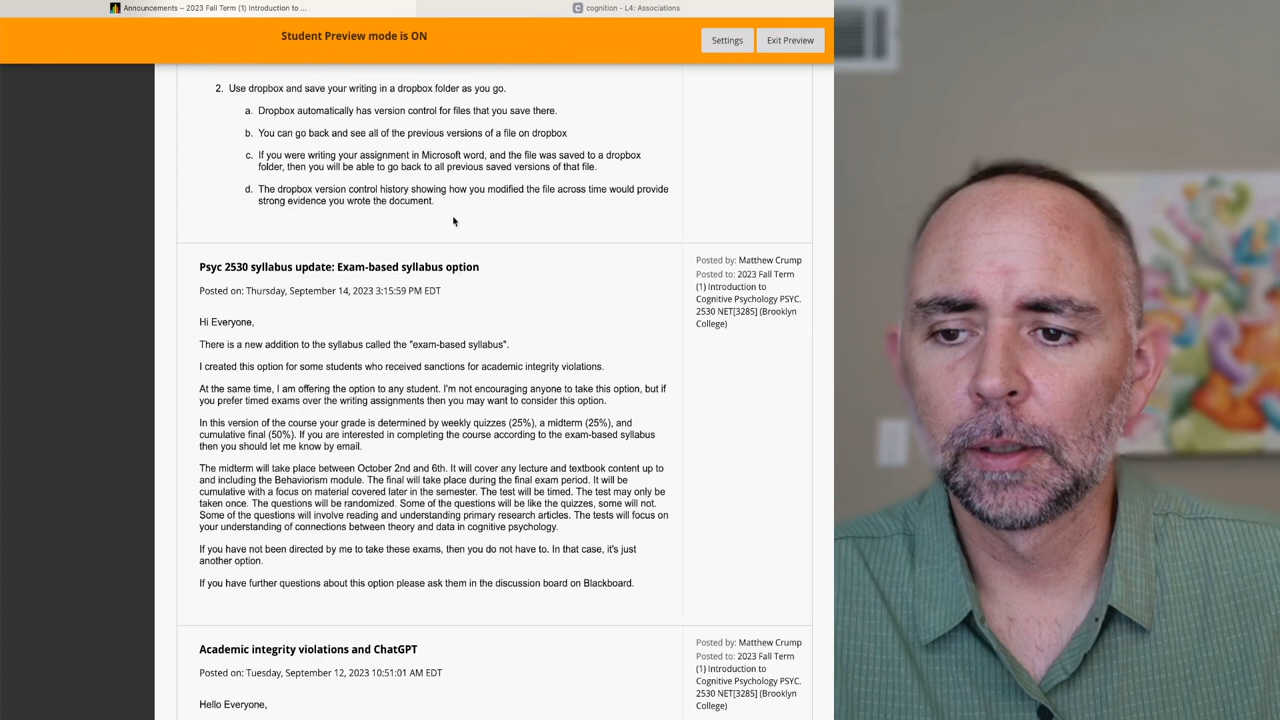 Announcements – 2023 Fall Term (1) Introduction to ...
cognition - L4: Associations
Student Preview mode is ON
Settings
Exit Preview
2. Use dropbox and save your writing in a dropbox folder as you go.
a. Dropbox automatically has version control for files that you save there.
b. You can go back and see all of the previous versions of a file on dropbox
c. If you were writing your assignment in Microsoft word, and the file was saved to a dropbox
folder, then you will be able to go back to all previous saved versions of that file.
d. The dropbox version control history showing how you modified the file across time would provide
strong evidence you wrote the document.
Psyc 2530 syllabus update: Exam-based syllabus option
Posted on: Thursday, September 14, 2023 3:15:59 PM EDT
Hi Everyone,
There is a new addition to the syllabus called the "exam-based syllabus".
I created this option for some students who received sanctions for academic integrity violations.
At the same time, I am offering the option to any student. I'm not encouraging anyone to take this option, but if
you prefer timed exams over the writing assignments then you may want to consider this option.
In this version of the course your grade is determined by weekly quizzes (25%), a midterm (25%), and
cumulative final (50%). If you are interested in completing the course according to the exam-based syllabus
then you should let me know by email.
The midterm will take place between October 2nd and 6th. It will cover any lecture and textbook content up to
and including the Behaviorism module. The final will take place during the final exam period. It will be
cumulative with a focus on material covered later in the semester. The test will be timed. The test may only be
taken once. The questions will be randomized. Some of the questions will be like the quizzes, some will not.
Some of the questions will involve reading and understanding primary research articles. The tests will focus on
your understanding of connections between theory and data in cognitive psychology.
If you have not been directed by me to take these exams, then you do not have to. In that case, it's just
another option.
If you have further questions about this option please ask them in the discussion board on Blackboard.
Posted by: Matthew Crump
Posted to: 2023 Fall Term
(1) Introduction to
Cognitive Psychology PSYC.
2530 NET[3285] (Brooklyn
College)
Academic integrity violations and ChatGPT
Posted on: Tuesday, September 12, 2023 10:51:01 AM EDT
Hello Everyone,
Posted by: Matthew Crump
Posted to: 2023 Fall Term
(1) Introduction to
Cognitive Psychology PSYC.
2530 NET[3285] (Brooklyn
College)